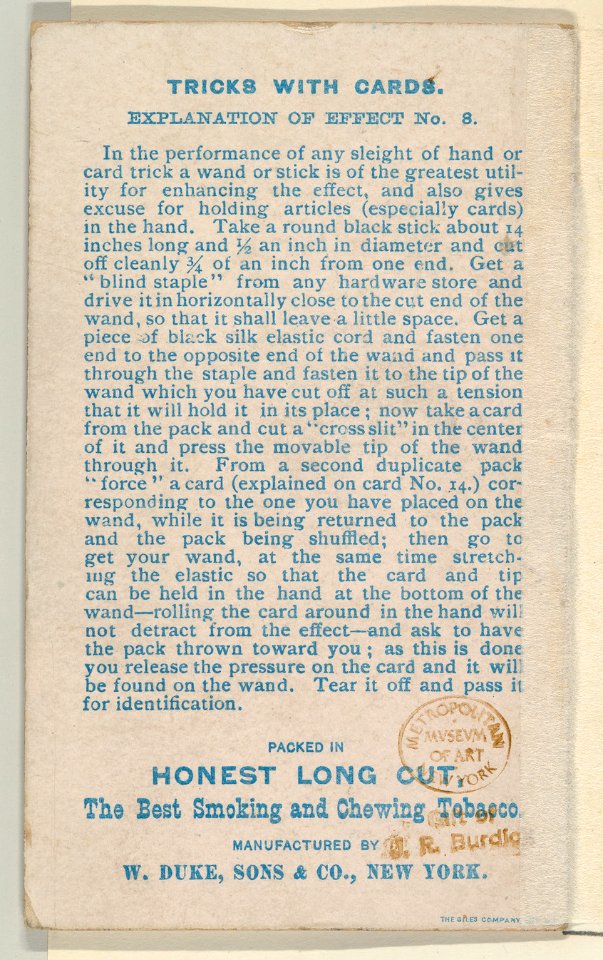 TRICKS WITH CARDS.
EXPLANATION OF EFFECT No. 8.
In the performance of any sleight of hand or
card trick a wand or stick is of the greatest util-
ity for enhancing the effect, and also gives
excuse for holding articles (especially cards)
in the hand. Take a round black stick about 14
inches long and ½ an inch in diameter and cut
off cleanly ¾ of an inch from one end. Get a
"blind staple" from any hardware store and
drive it in horizontally close to the cut end of the
wand, so that it shall leave a little space. Get a
piece of black silk elastic cord and fasten one
end to the opposite end of the wand and pass it
through the staple and fasten it to the tip of the
wand which you have cut off at such a tension
that it will hold it in its place; now take a card
from the pack and cut a "cross slit" in the center
of it and press the movable tip of the wand
through it. From a second duplicate pack
"force" a card (explained on card No. 14.) cor-
responding to the one you have placed on the
wand, while it is being returned to the pack
and the pack being shuffled; then go to
get your wand, at the same time stretch-
ing the elastic so that the card and tip
can be held in the hand at the bottom of the
wand—rolling the card around in the hand will
not detract from the effect—and ask to have
the pack thrown toward you; as this is done
you release the pressure on the card and it will
be found on the wand. Tear it off and pass it
for identification.
PACKED IN
HONEST LONG CUT,
The Best Smoking and Chewing Tobacco.
MANUFACTURED BY
W. DUKE, SONS & CO., NEW YORK.
THE GILES COMPANY
METROPOLITAN
MVSEVM
OF ART
NEW YORK
Gift of
J. R. Burdick